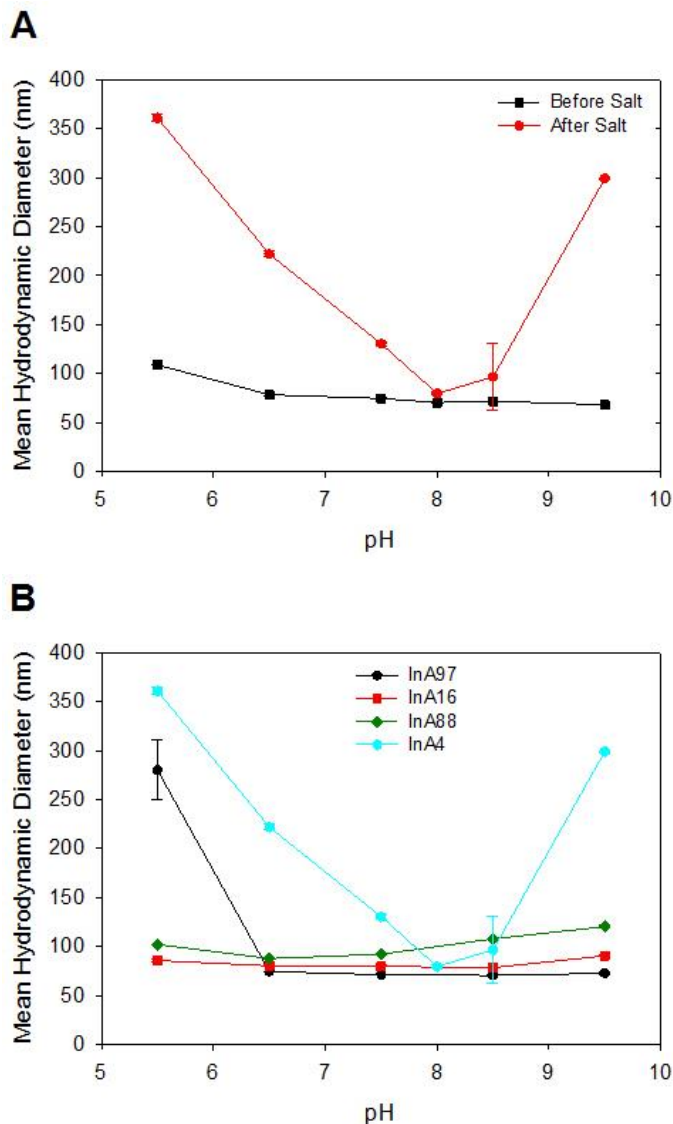 A
Mean Hydrodynamic Diameter (nm)
400
350
300
250
200
150
100
50
0
Before Salt
After Salt
5 6 7 8 9 10
pH
B
Mean Hydrodynamic Diameter (nm)
400
350
300
250
200
150
100
50
0
InA97
InA16
InA88
InA4
5 6 7 8 9 10
pH